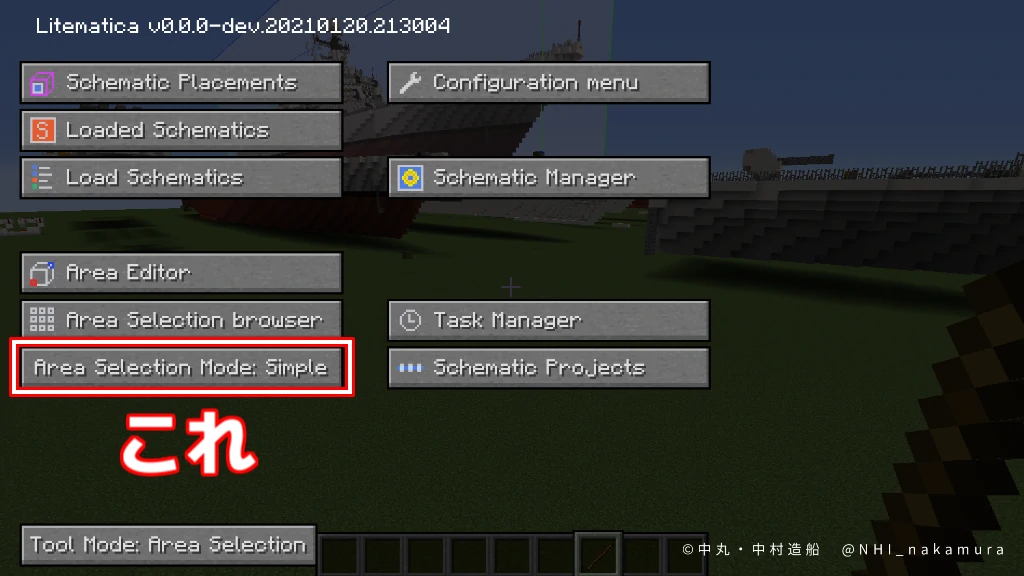 Litematica v0.0.0-dev.20210120.213004
Schematic Placements
Configuration menu
Loaded Schematics
Load Schematics
Schematic Manager
Area Editor
Area Selection browser
Task Manager
Area Selection Mode: Simple
Schematic Projects
これ
Tool Mode: Area Selection
©中丸・中村造船 @NHI_nakamura